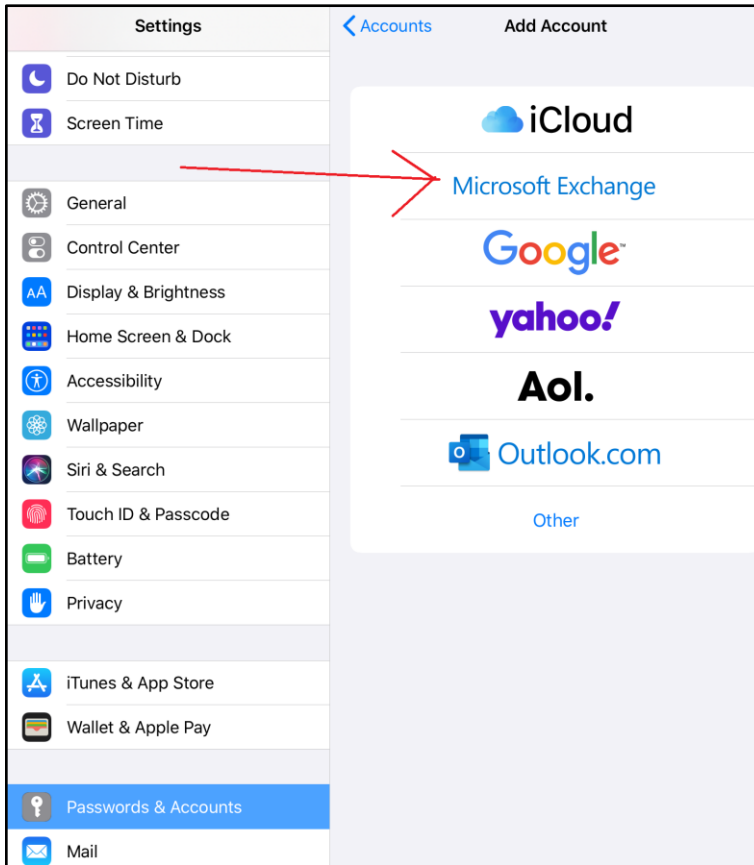 Settings
Do Not Disturb
Screen Time
General
Control Center
AA Display & Brightness
Home Screen & Dock
Accessibility
Wallpaper
Siri & Search
Touch ID & Passcode
Battery
Privacy
iTunes & App Store
Wallet & Apple Pay
Passwords & Accounts
Mail
Accounts
Add Account
iCloud
Microsoft Exchange
Google™
yahoo!
Aol.
O Outlook.com
Other